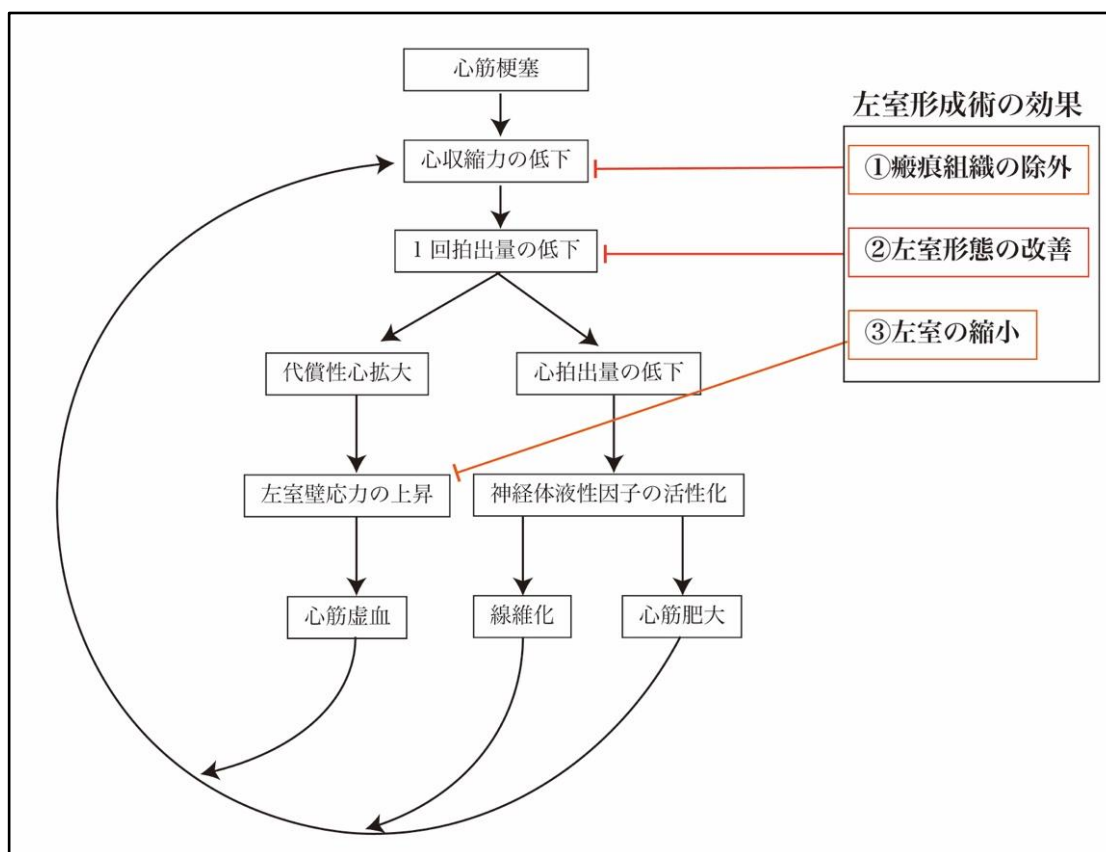 心筋梗塞
心収縮力の低下
1回拍出量の低下
代償性心拡大
心拍出量の低下
左室壁応力の上昇
神経体液性因子の活性化
心筋虚血
線維化
心筋肥大
左室形成術の効果
①瘢痕組織の除外
②左室形態の改善
③左室の縮小